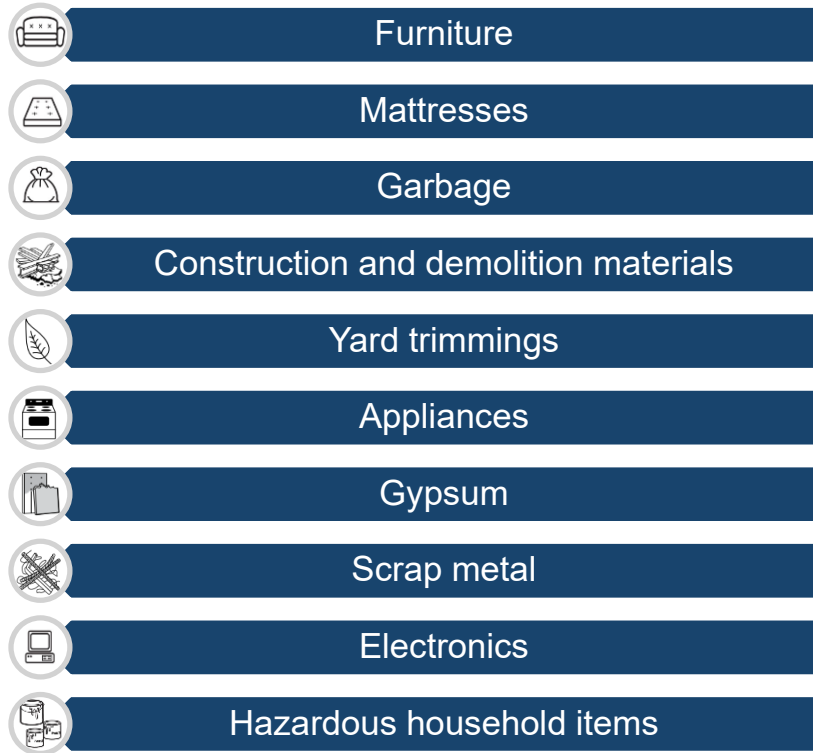 Furniture
Mattresses
Garbage
Construction and demolition materials
Yard trimmings
Appliances
Gypsum
Scrap metal
Electronics
Hazardous household items